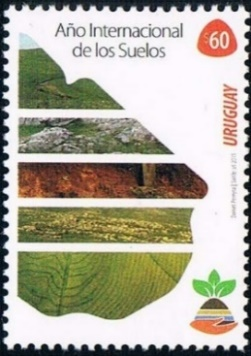 Año Internacional
de los Suelos
$60
URUGUAY